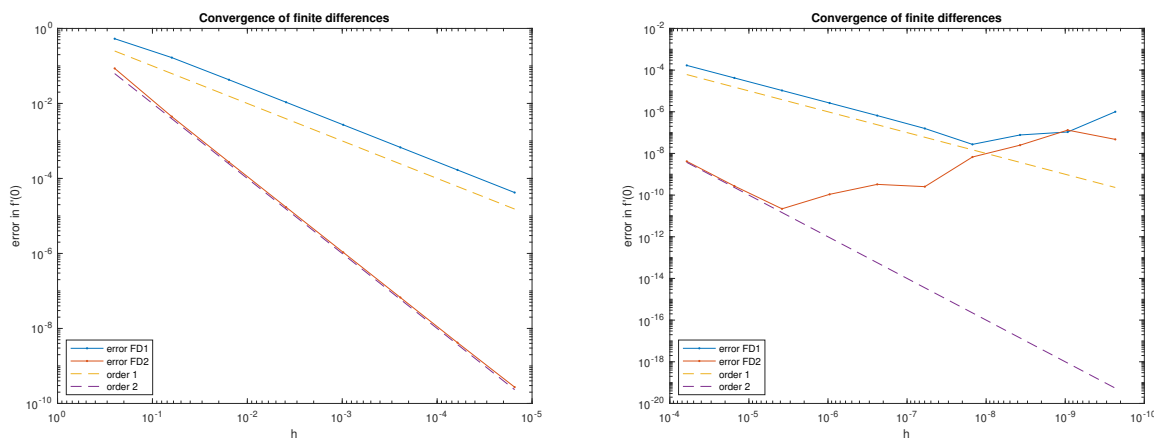 Convergence of finite differences
10^0
10^-2
10^-4
10^-6
10^-8
10^-10
error in f'(0)
error FD1
error FD2
order 1
order 2
10^0 10^-1 10^-2 10^-3 10^-4 10^-5
h
Convergence of finite differences
10^-2
10^-4
10^-6
10^-8
10^-10
10^-12
10^-14
10^-16
10^-18
10^-20
error in f'(0)
error FD1
error FD2
order 1
order 2
10^-4 10^-5 10^-6 10^-7 10^-8 10^-9 10^-10
h